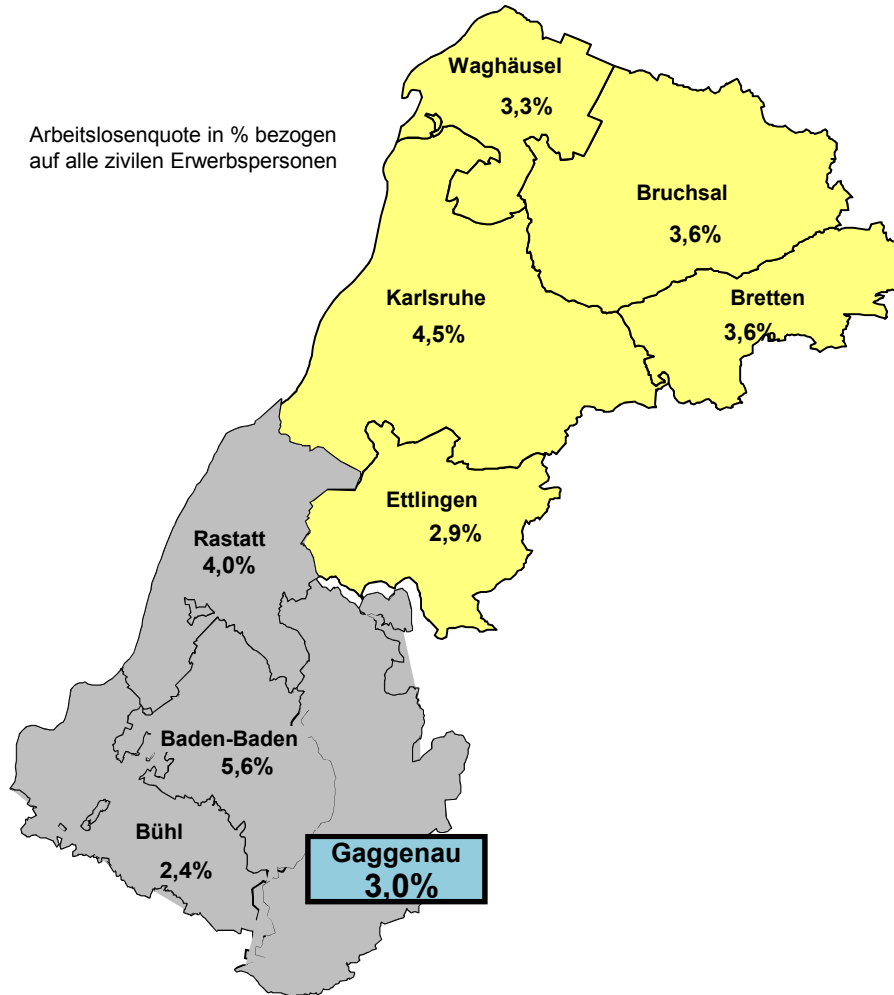 Waghäusel
3,3%
Arbeitslosenquote in % bezogen
auf alle zivilen Erwerbspersonen
Bruchsal
3,6%
Karlsruhe
4,5%
Bretten
3,6%
Ettlingen
2,9%
Rastatt
4,0%
Baden-Baden
5,6%
Bühl
2,4%
Gaggenau
3,0%